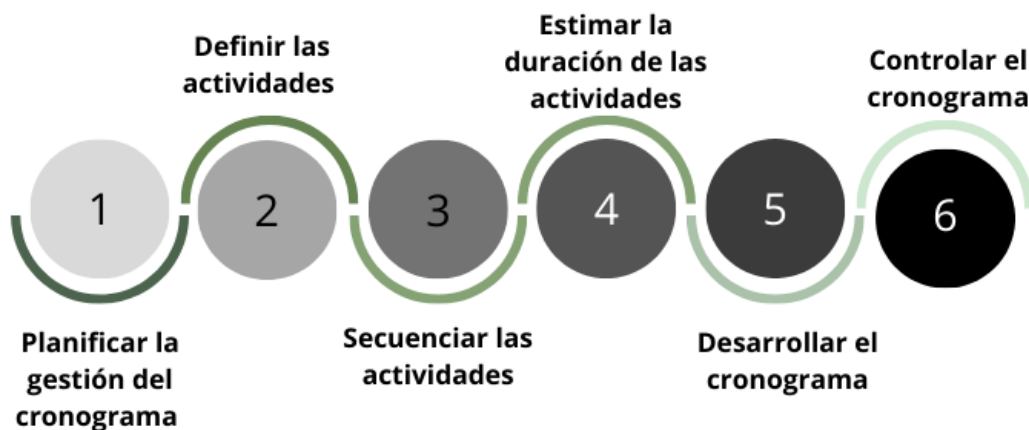 1
Planificar la
gestión del
cronograma
2
Definir las
actividades
3
Secuenciar las
actividades
4
Estimar la
duración de las
actividades
5
Desarrollar el
cronograma
6
Controlar el
cronograma